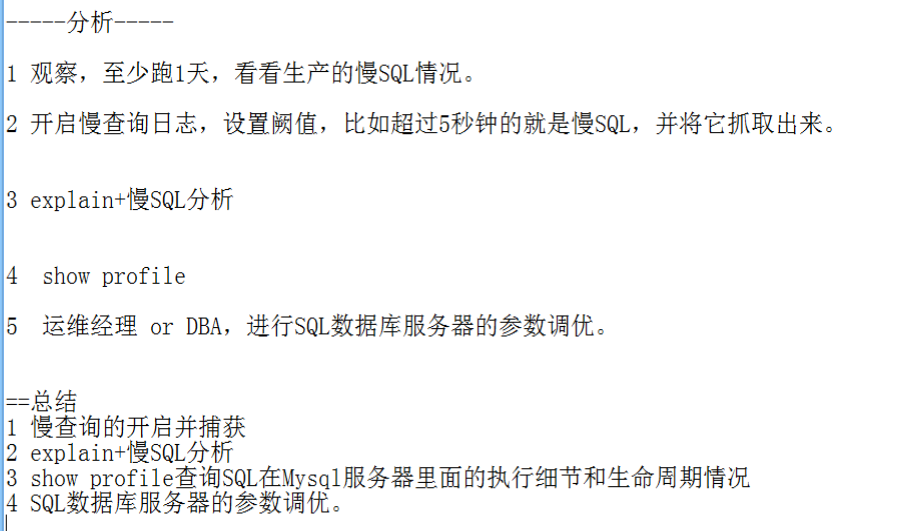 -----分析-----
1 观察，至少跑1天，看看生产的慢SQL情况。
2 开启慢查询日志，设置阙值，比如超过5秒钟的就是慢SQL，并将它抓取出来。
3 explain+慢SQL分析
4  show profile
5  运维经理 or DBA，进行SQL数据库服务器的参数调优。
==总结
1 慢查询的开启并捕获
2 explain+慢SQL分析
3 show profile查询SQL在Mysql服务器里面的执行细节和生命周期情况
4 SQL数据库服务器的参数调优。